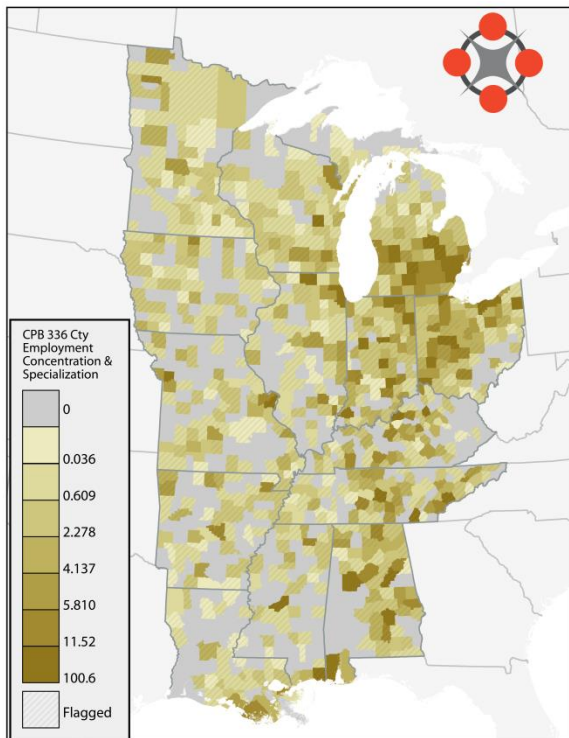 CPB 336 Cty
Employment
Concentration &
Specialization
0
0.036
0.609
2.278
4.137
5.810
11.52
100.6
Flagged